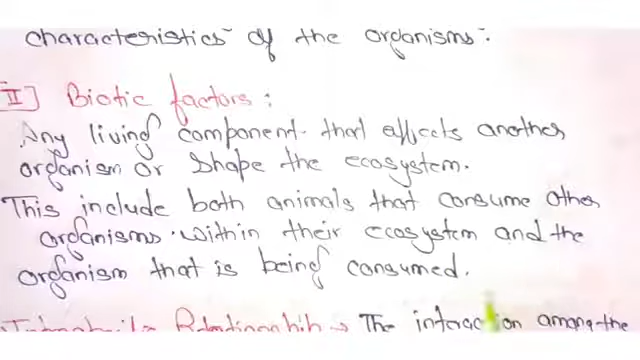 characteristics of the organisms.
II] Biotic factors:
Any living component that affects another
organism or shape the ecosystem.
This include both animals that consume other
organisms within their ecosystem and the
organism that is being consumed.
Relationship → The interaction among the